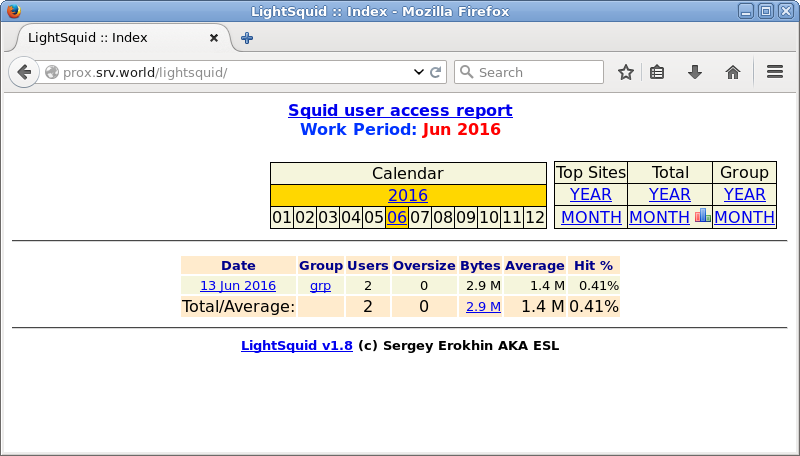 LightSquid :: Index - Mozilla Firefox
LightSquid :: Index
prox.srv.world/lightsquid/
Search
Squid user access report
Work Period: Jun 2016
Calendar
2016
01 02 03 04 05 06 07 08 09 10 11 12
Top Sites Total Group
YEAR YEAR YEAR
MONTH MONTH MONTH
Date Group Users Oversize Bytes Average Hit %
13 Jun 2016 grp 2 0 2.9 M 1.4 M 0.41%
Total/Average: 2 0 2.9 M 1.4 M 0.41%
LightSquid v1.8 (c) Sergey Erokhin AKA ESL